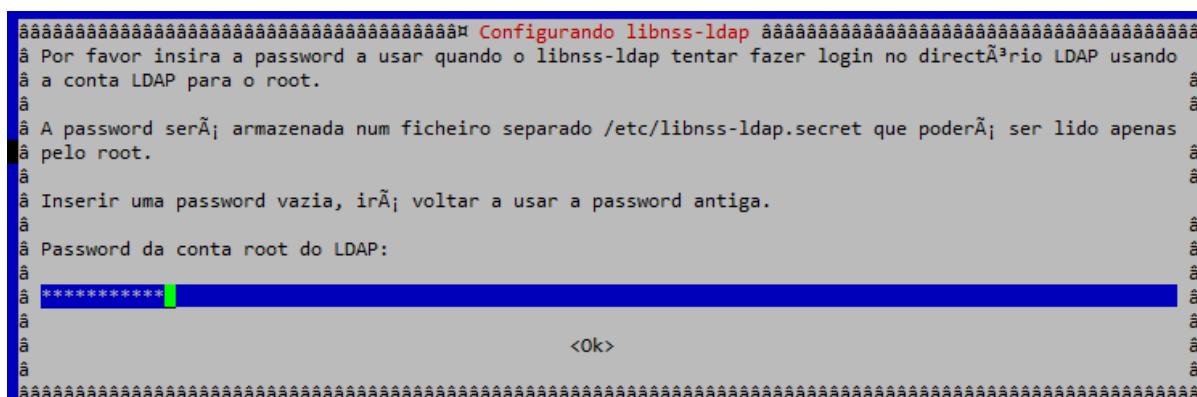 âââââââââââââââââââââââââââââââââââââââ¤ Configurando libnss-ldap âââââââââââââââââââââââââââââââââââââââ
â Por favor insira a password a usar quando o libnss-ldap tentar fazer login no directÃ³rio LDAP usando
â a conta LDAP para o root. â
â â
â A password serÃ¡ armazenada num ficheiro separado /etc/libnss-ldap.secret que poderÃ¡ ser lido apenas
â pelo root. â
â â
â Inserir uma password vazia, irÃ¡ voltar a usar a password antiga.
â â
â Password da conta root do LDAP: â
â â
â *********** â
â â
â <Ok> â
â â
âââââââââââââââââââââââââââââââââââââââââââââââââââââââââââââââââââââââââââââââââââââââââââââââââââââââââ